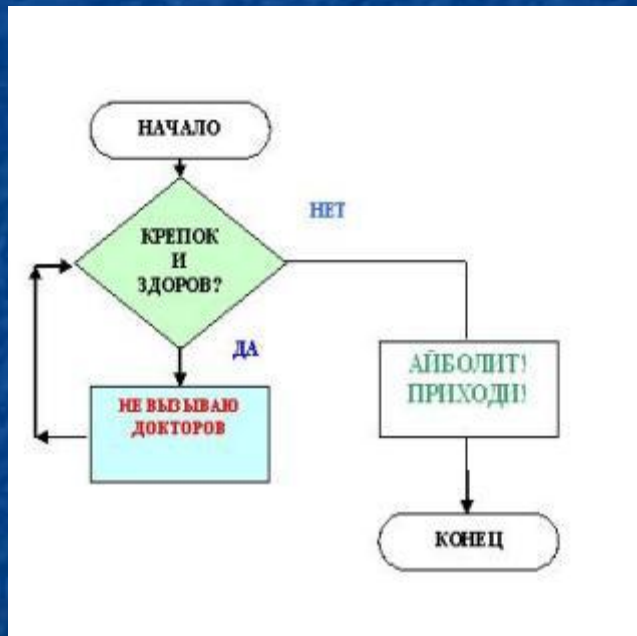 НАЧАЛО
КРЕПОК
И
ЗДОРОВ?
НЕТ
ДА
НЕ ВЫЗЫВАЮ
ДОКТОРОВ
АЙБОЛИТ!
ПРИХОДИ!
КОНЕЦ